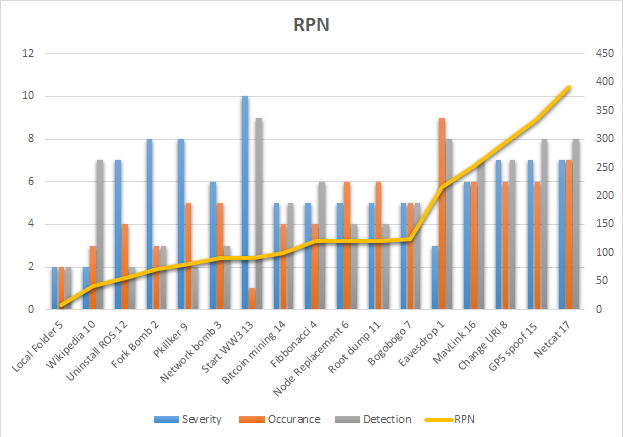 RPN
12
10
8
6
4
2
0
450
400
350
300
250
200
150
100
50
0
Local Folder 5
Wikipedia 10
Uninstall ROS 12
Fork Bomb 2
Pkillker 9
Network bomb 3
Start WW3 13
Bitcoin mining 14
Fibbonacci 4
Node Replacement 6
Root dump 11
Bogobogo 7
Eavesdrop 1
MavLink 16
Change URI 8
GPS spoof 15
Netcat 17
Severity Occurance Detection RPN